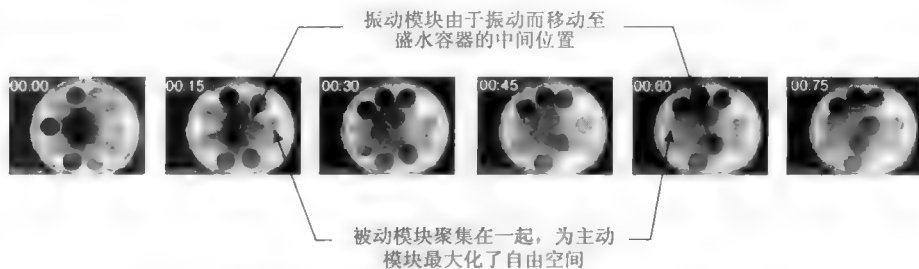 振动模块由于振动而移动至
盛水容器的中间位置
00.00
00.15
00:30
00:45
00:60
00:75
被动模块聚集在一起，为主动
模块最大化了自由空间